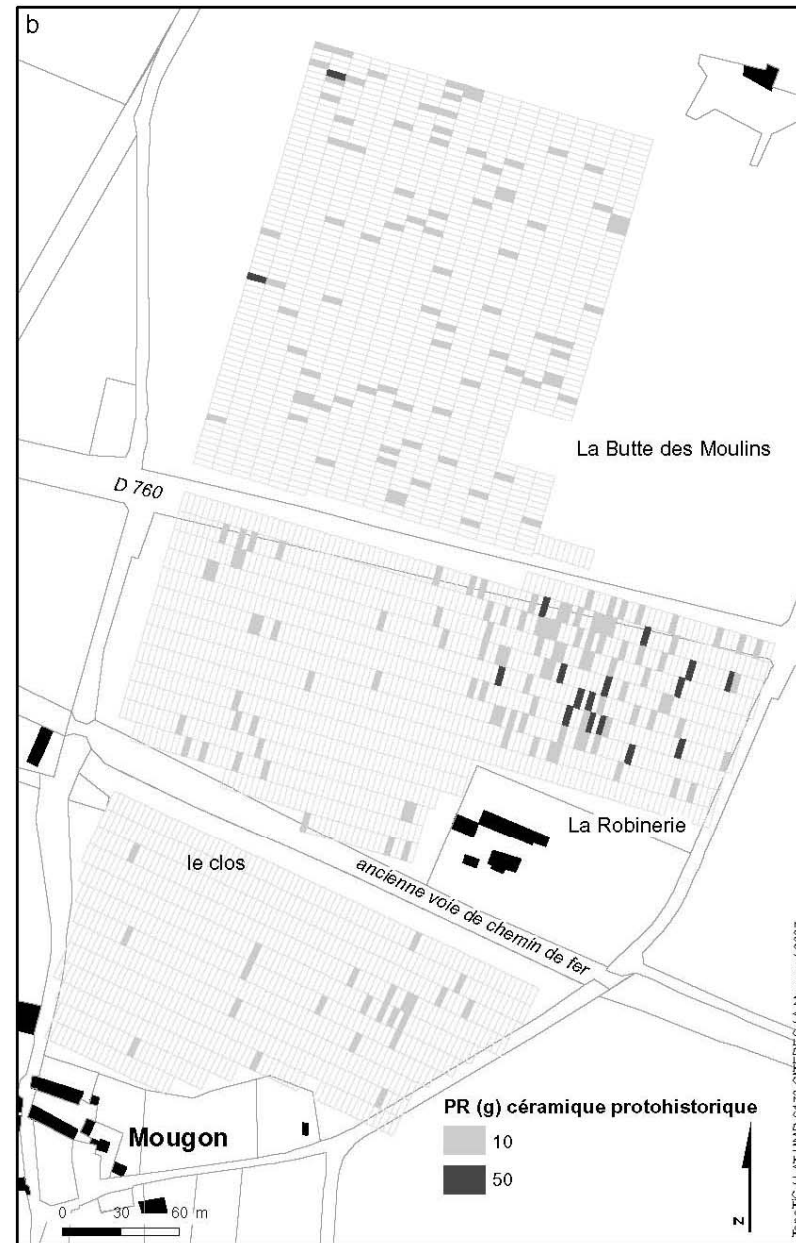 b
La Butte des Moulins
D 760
La Robinerie
le clos
ancienne voie de chemin de fer
PR (g) céramique protohistorique
10
50
Mougon
0 30 60 m
N